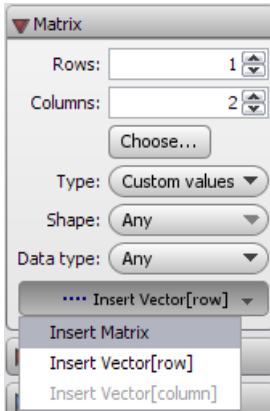 Matrix
Rows: 1
Columns: 2
Choose...
Type: Custom values
Shape: Any
Data type: Any
Insert Vector[row]
Insert Matrix
Insert Vector[row]
Insert Vector[column]